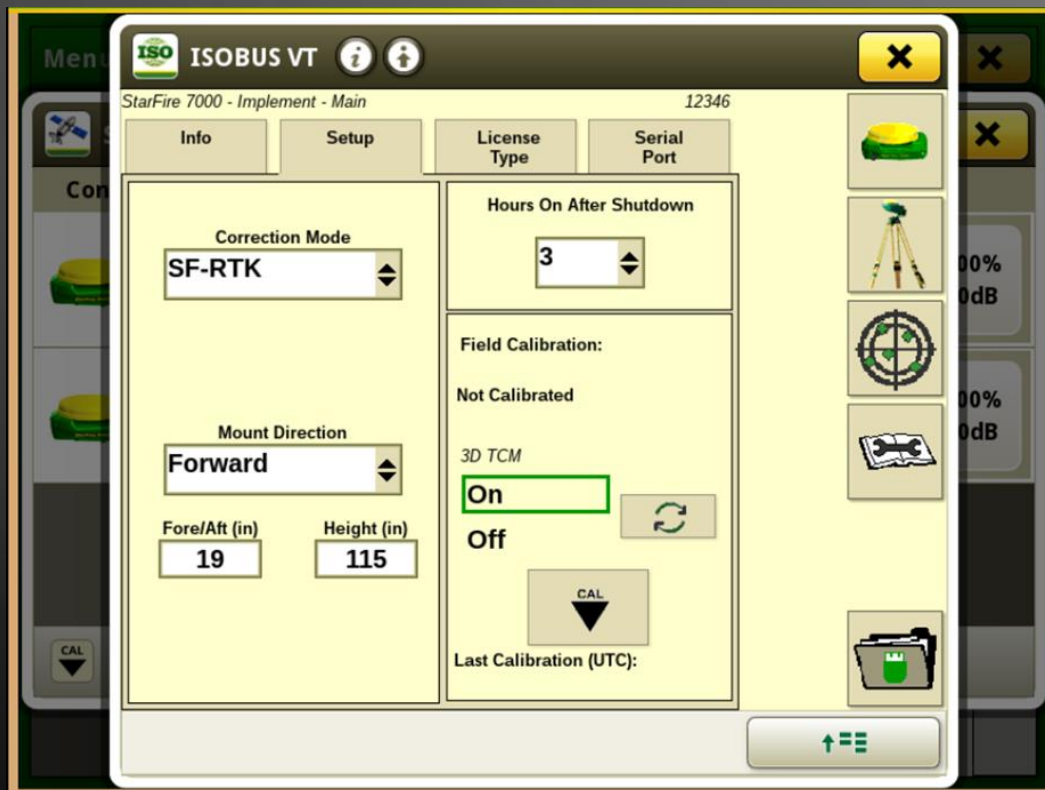 Menu
ISO
ISOBUS VT
StarFire 7000 - Implement - Main
12346
Info
Setup
License
Type
Serial
Port
Con
Correction Mode
SF-RTK
Hours On After Shutdown
3
00%
0dB
Field Calibration:
Not Calibrated
00%
0dB
Mount Direction
Forward
3D TCM
On
Off
Fore/Aft (in)
19
Height (in)
115
CAL
Last Calibration (UTC):
CAL